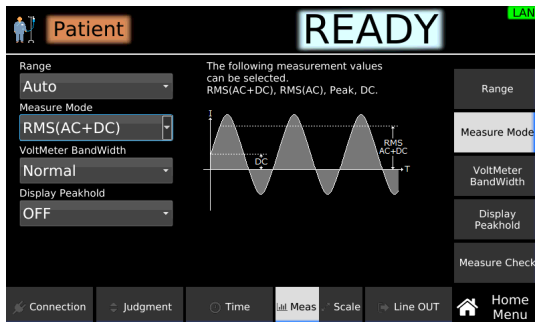 Patient
READY
LAN
Range
Auto
Measure Mode
RMS(AC+DC)
VoltMeter BandWidth
Normal
Display Peakhold
OFF
The following measurement values
can be selected.
RMS(AC+DC), RMS(AC), Peak, DC.
I
DC
RMS
AC+DC
T
Range
Measure Mode
VoltMeter
BandWidth
Display
Peakhold
Measure Check
Connection
Judgment
Time
Meas
Scale
Line OUT
Home
Menu